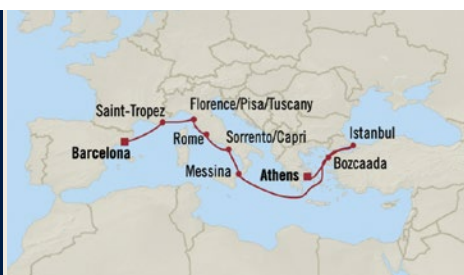 Saint-Tropez
Florence/Pisa/Tuscany
Barcelona
Rome
Sorrento/Capri
Istanbul
Messina
Athens
Bozcaada